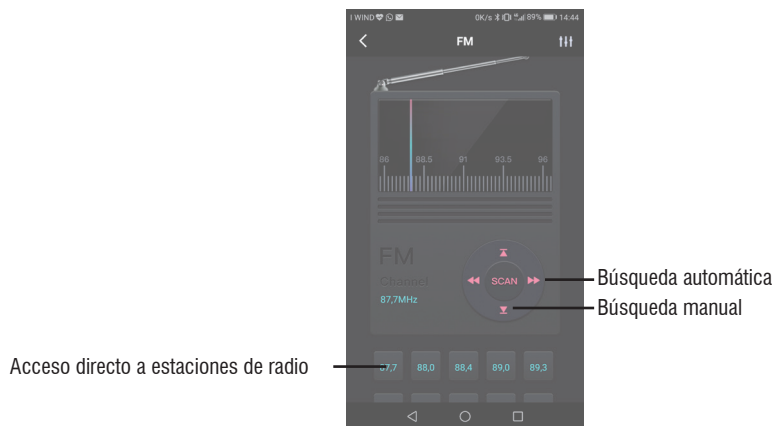 I WIND 0K/s 89% 14:44
FM
86 88.5 91 93.5 96
FM
Channel
87,7MHz
SCAN
Búsqueda automática
Búsqueda manual
Acceso directo a estaciones de radio
87,7 88,0 88,4 89,0 89,3